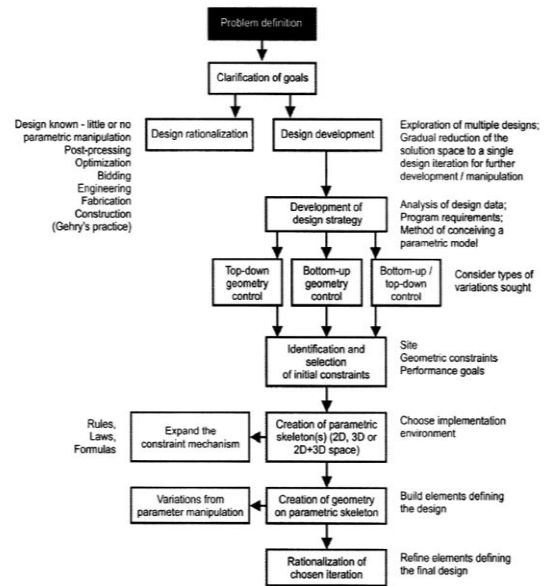 Problem definition
Clarification of goals
Design known - little or no
parametric manipulation
Post-prcessing
Optimization
Bidding
Engineering
Fabrication
Construction
(Gehry's practice)
Design rationalization
Design development
Exploration of multiple designs;
Gradual reduction of the
solution space to a single
design iteration for further
development / manipulation
Development of
design strategy
Analysis of design data;
Program requirements;
Method of conceiving a
parametric model
Top-down
geometry
control
Bottom-up
geometry
control
Bottom-up /
top-down
control
Consider types of
variations sought
Identification and
selection
of initial constraints
Site
Geometric constraints
Performance goals
Rules,
Laws,
Formulas
Expand the
constraint mechanism
Creation of parametric
skeleton(s) (2D, 3D or
2D+3D space)
Choose implementation
environment
Variations from
parameter manipulation
Creation of geometry
on parametric skeleton
Build elements defining
the design
Rationalization of
chosen iteration
Refine elements defining
the final design